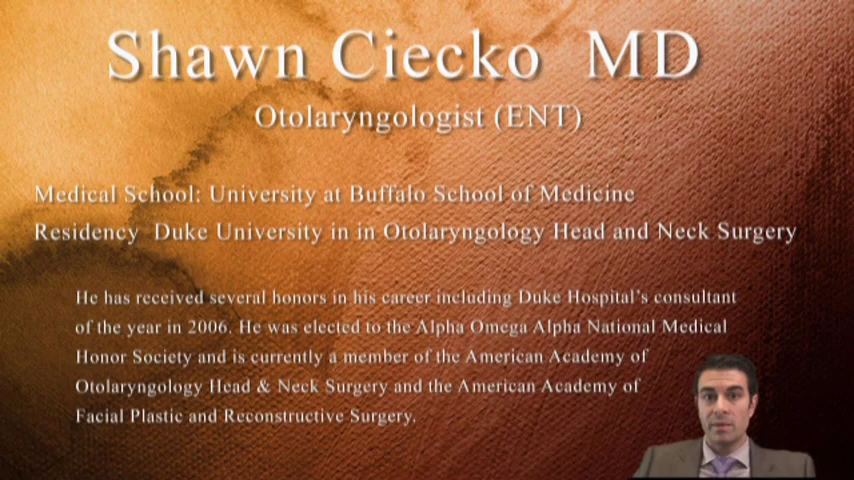 Shawn Ciecko MD
Otolaryngologist (ENT)
Medical School: University at Buffalo School of Medicine
Residency Duke University in in Otolaryngology Head and Neck Surgery
He has received several honors in his career including Duke Hospital's consultant
of the year in 2006. He was elected to the Alpha Omega Alpha National Medical
Honor Society and is currently a member of the American Academy of
Otolaryngology Head & Neck Surgery and the American Academy of
Facial Plastic and Reconstructive Surgery.